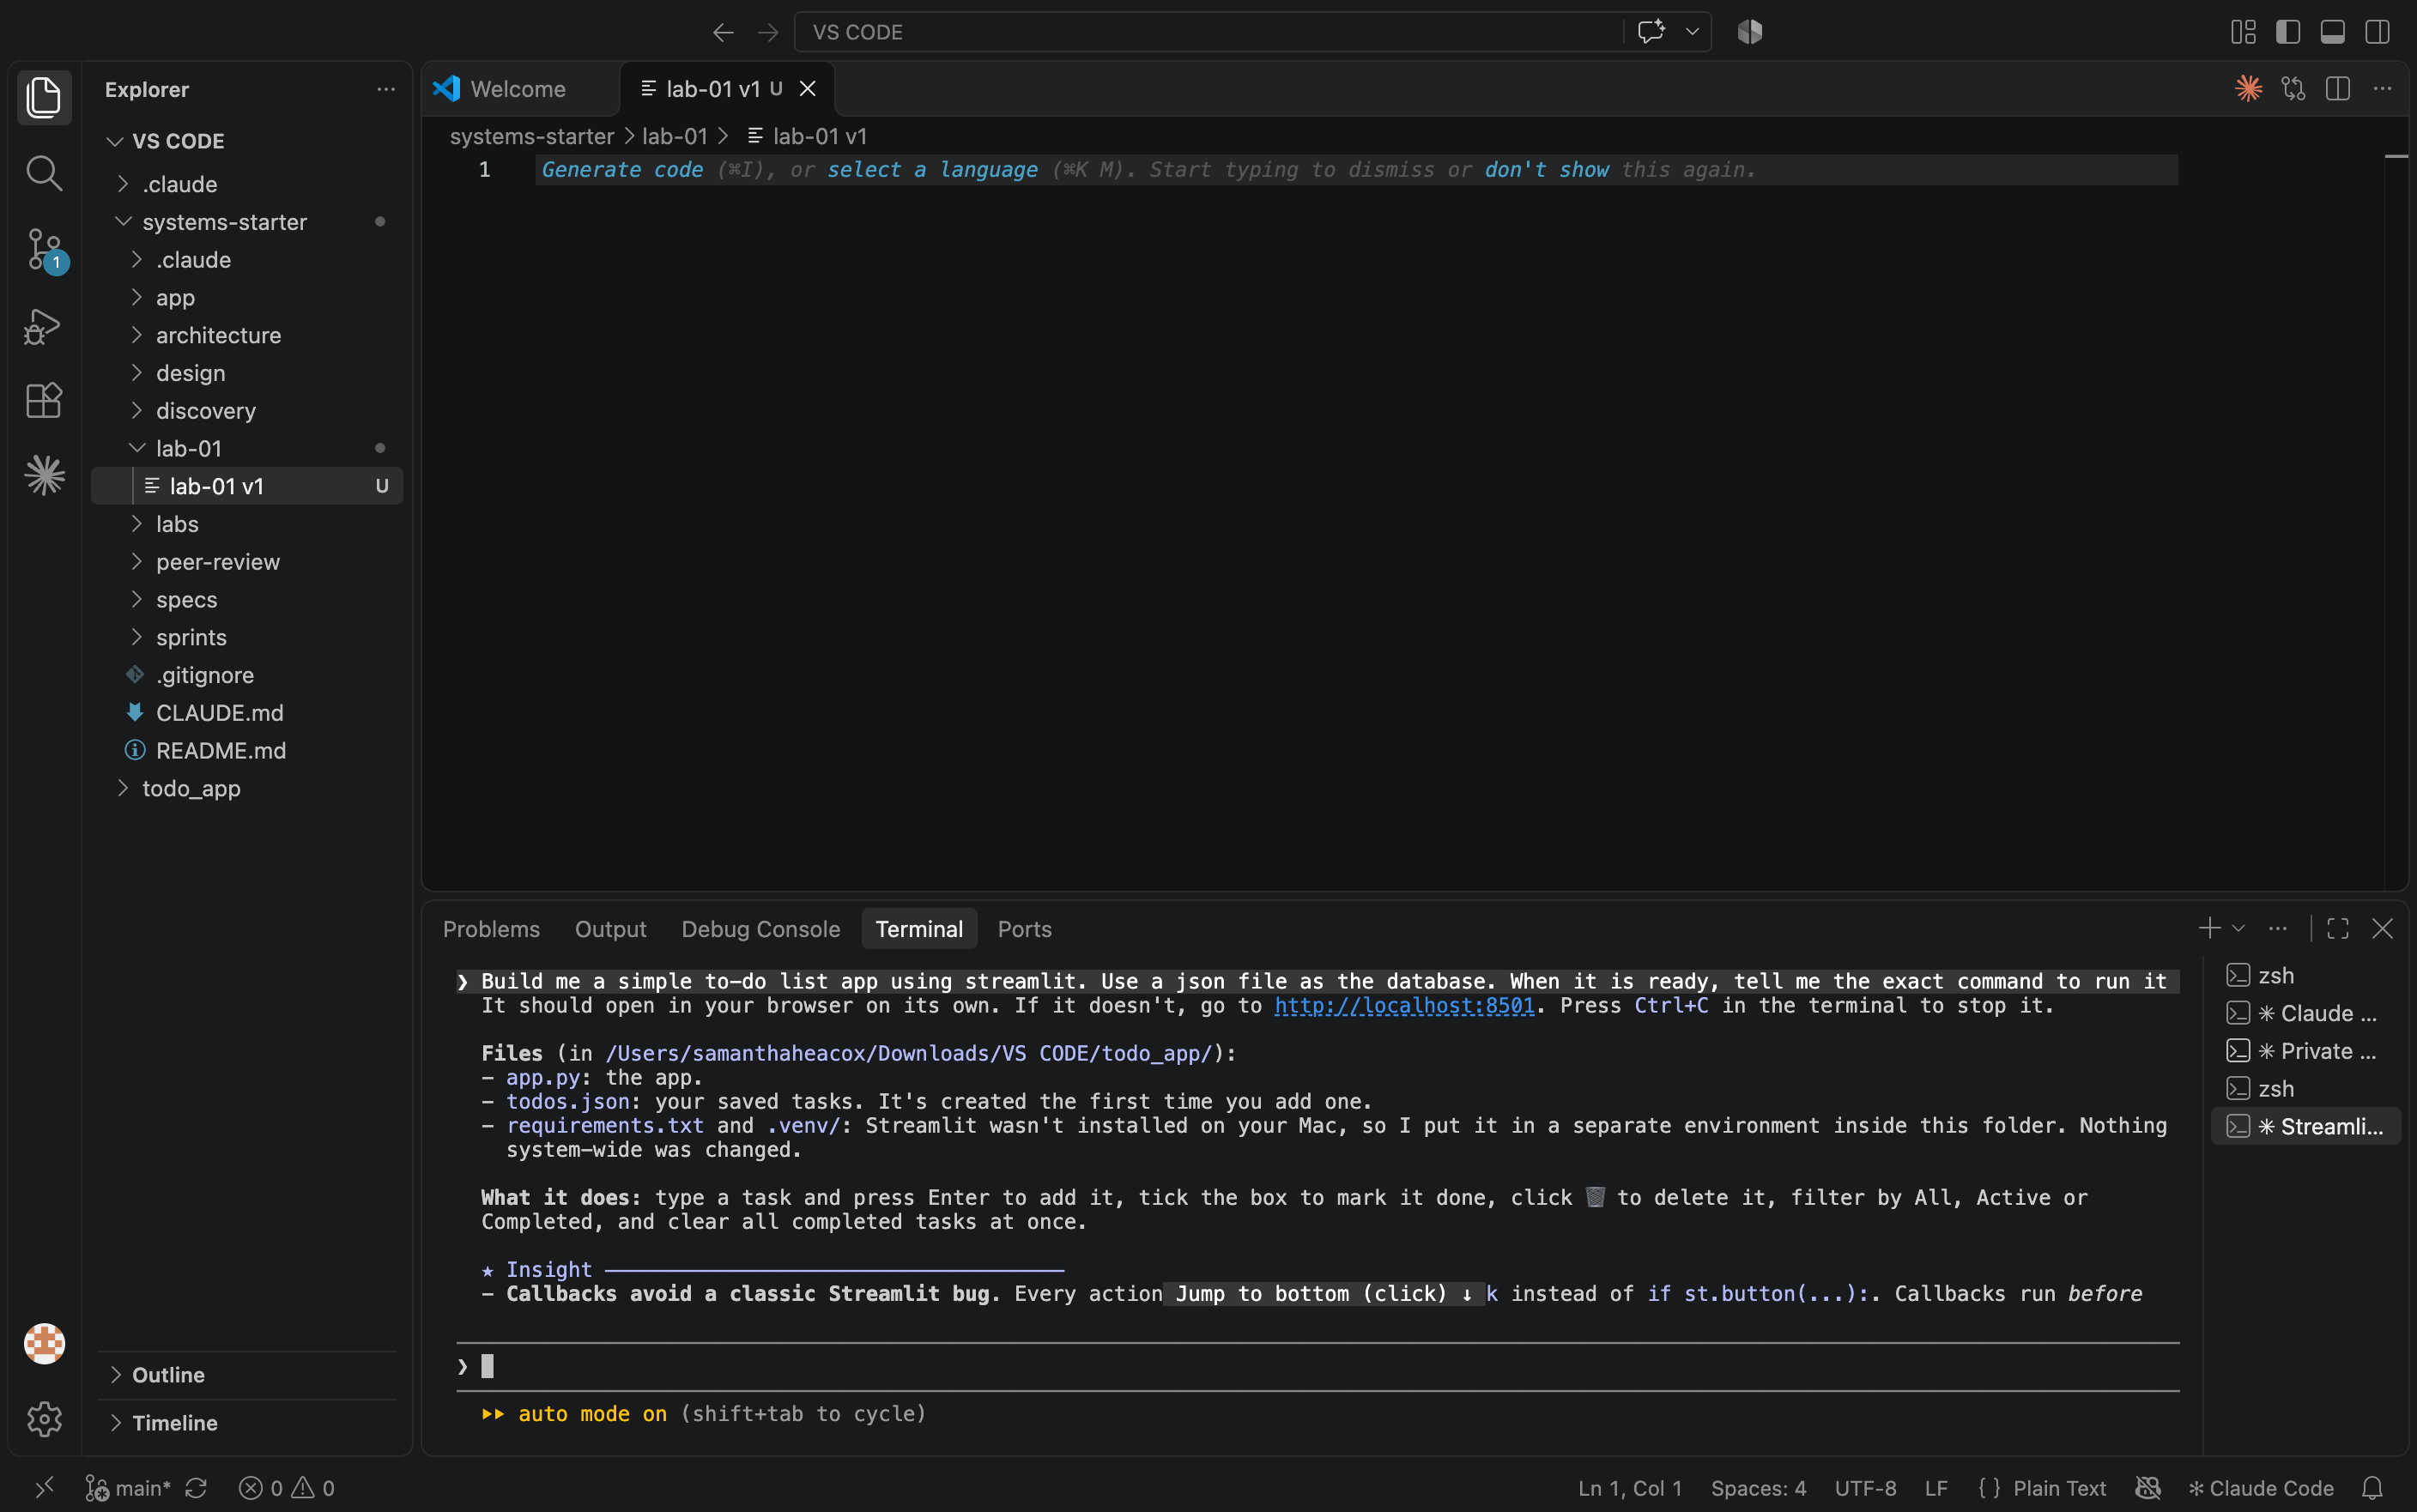 VS CODE
Explorer
VS CODE
.claude
systems-starter
.claude
app
architecture
design
discovery
lab-01
lab-01 v1 U
labs
peer-review
specs
sprints
.gitignore
CLAUDE.md
README.md
todo_app
Outline
Timeline
1
Welcome
lab-01 v1 U
systems-starter > lab-01 > lab-01 v1
1 Generate code (⌘I), or select a language (⌘K M). Start typing to dismiss or don't show this again.
Problems Output Debug Console Terminal Ports
❯ Build me a simple to-do list app using streamlit. Use a json file as the database. When it is ready, tell me the exact command to run it
It should open in your browser on its own. If it doesn't, go to http://localhost:8501. Press Ctrl+C in the terminal to stop it.
Files (in /Users/samanthaheacox/Downloads/VS CODE/todo_app/):
- app.py: the app.
- todos.json: your saved tasks. It's created the first time you add one.
- requirements.txt and .venv/: Streamlit wasn't installed on your Mac, so I put it in a separate environment inside this folder. Nothing
system-wide was changed.
What it does: type a task and press Enter to add it, tick the box to mark it done, click 🗑 to delete it, filter by All, Active or
Completed, and clear all completed tasks at once.
★ Insight
- Callbacks avoid a classic Streamlit bug. Every action Jump to bottom (click) ↓ k instead of if st.button(...):. Callbacks run before
❯
⏵⏵ auto mode on (shift+tab to cycle)
zsh
✳ Claude ...
✳ Private ...
zsh
✳ Streamli...
main* 0 0
Ln 1, Col 1 Spaces: 4 UTF-8 LF {} Plain Text ✻ Claude Code